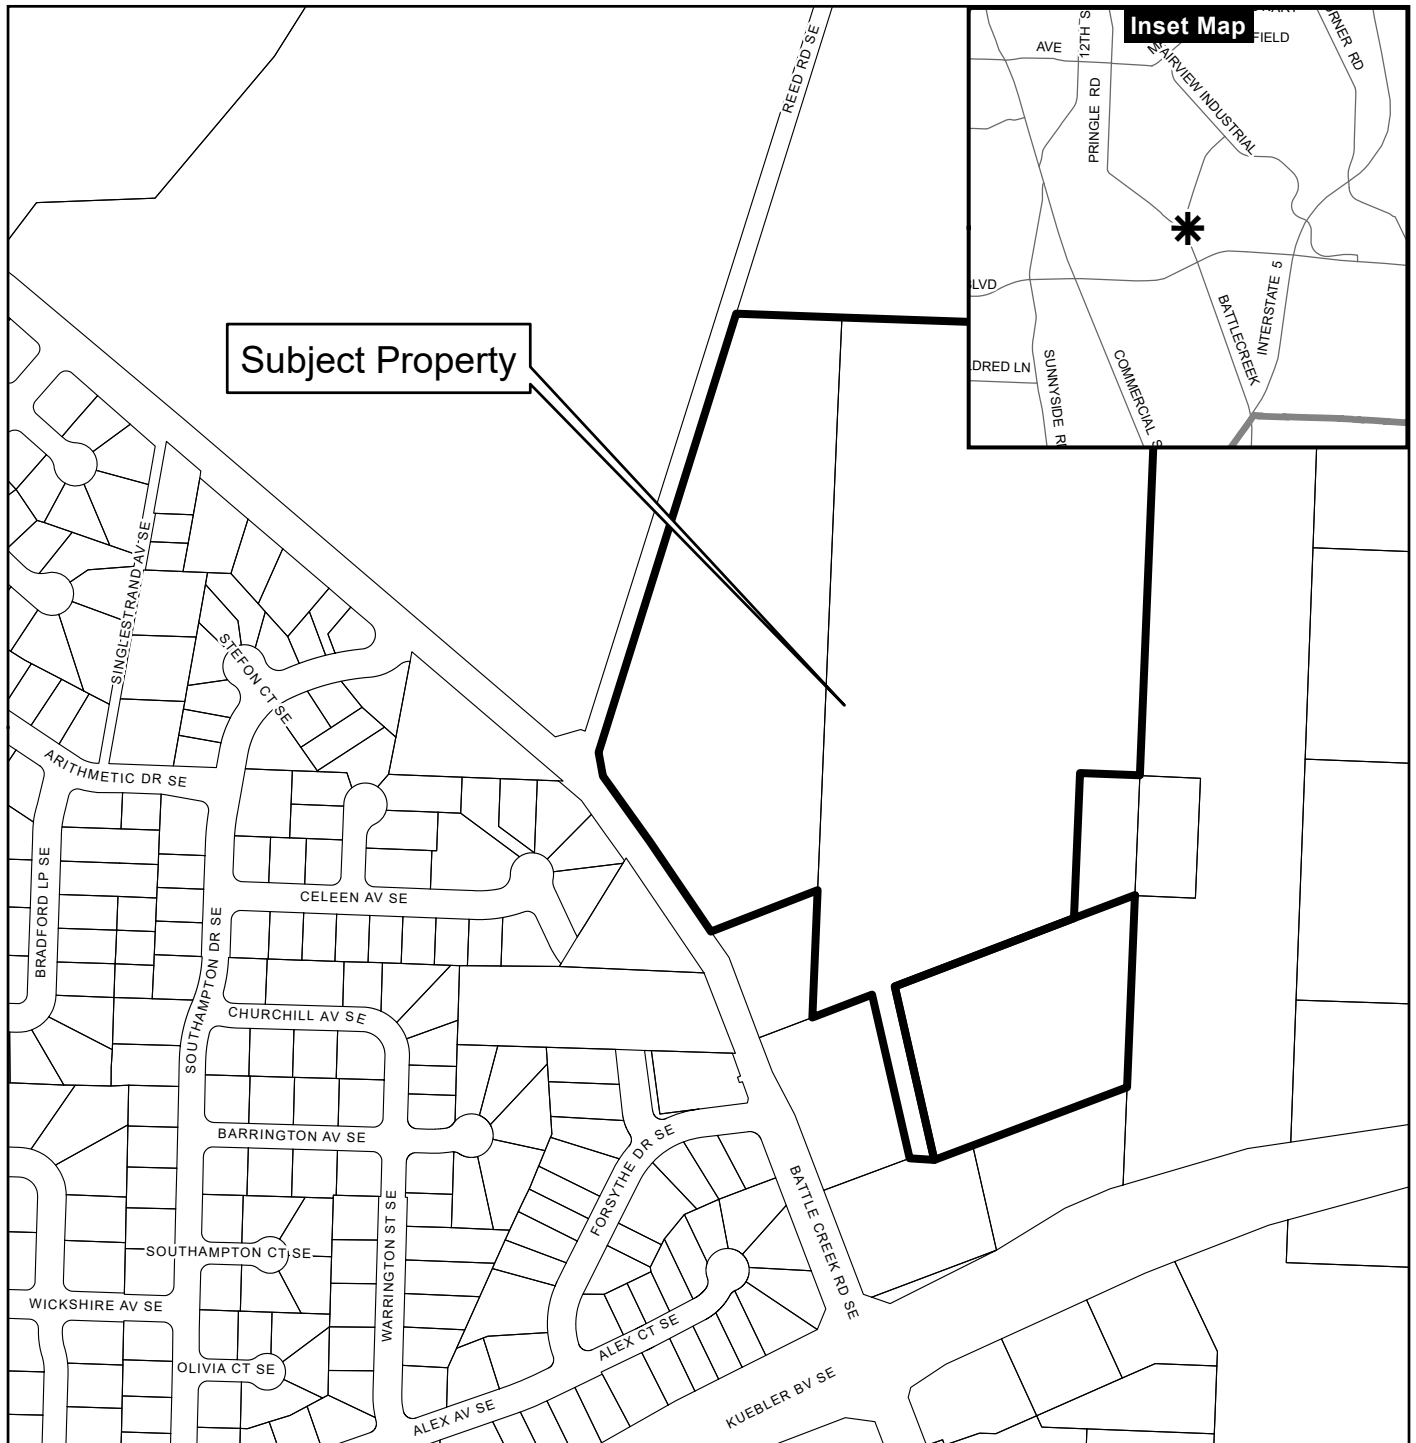 Inset Map
HART
FIELD
AVE
12TH S
PRINGLE RD
FAIRVIEW INDUSTRIAL
RNER RD
BLVD
LDRED LN
SUNNYSIDE R
COMMERCIAL S
BATTLECREEK
INTERSTATE 5
REED RD SE
Subject Property
SINGLESTRAND AV SE
STEFON CT SE
ARITHMETIC DR SE
BRADFORD LP SE
CELEEN AV SE
SOUTHAMPTON DR SE
CHURCHILL AV SE
BARRINGTON AV SE
FORSYTHE DR SE
BATTLE CREEK RD SE
WARRINGTON ST SE
SOUTHAMPTON CT SE
WICKSHIRE AV SE
OLIVIA CT SE
ALEX CT SE
ALEX AV SE
KUEBLER BV SE